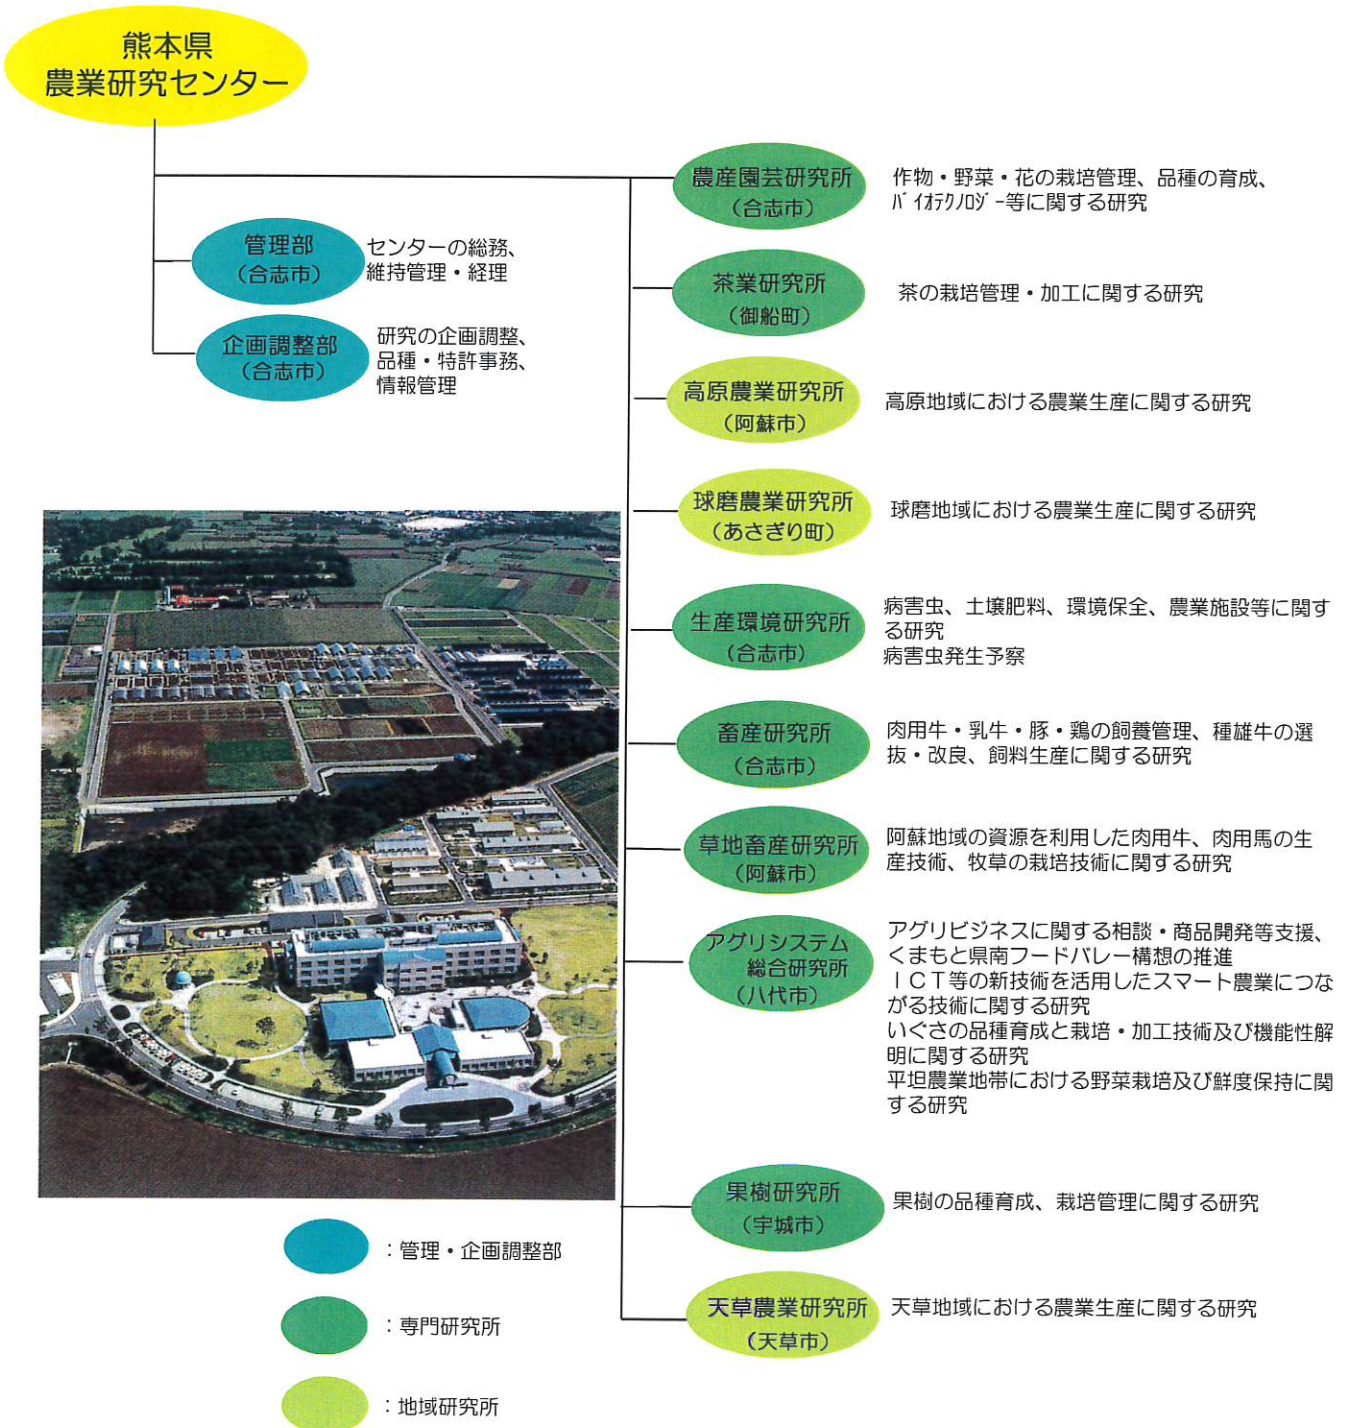 熊本県
農業研究センター
管理部
（合志市）
センターの総務、
維持管理・経理
企画調整部
（合志市）
研究の企画調整、
品種・特許事務、
情報管理
農産園芸研究所
（合志市）
作物・野菜・花の栽培管理、品種の育成、
ﾊﾞｲｵﾃｸﾉﾛｼﾞｰ等に関する研究
茶業研究所
（御船町）
茶の栽培管理・加工に関する研究
高原農業研究所
（阿蘇市）
高原地域における農業生産に関する研究
球磨農業研究所
（あさぎり町）
球磨地域における農業生産に関する研究
生産環境研究所
（合志市）
病害虫、土壌肥料、環境保全、農業施設等に関す
る研究
病害虫発生予察
畜産研究所
（合志市）
肉用牛・乳牛・豚・鶏の飼養管理、種雄牛の選
抜・改良、飼料生産に関する研究
草地畜産研究所
（阿蘇市）
阿蘇地域の資源を利用した肉用牛、肉用馬の生
産技術、牧草の栽培技術に関する研究
アグリシステム
総合研究所
（八代市）
アグリビジネスに関する相談・商品開発等支援、
くまもと県南フードバレー構想の推進
ＩＣＴ等の新技術を活用したスマート農業につな
がる技術に関する研究
いぐさの品種育成と栽培・加工技術及び機能性解
明に関する研究
平坦農業地帯における野菜栽培及び鮮度保持に関
する研究
果樹研究所
（宇城市）
果樹の品種育成、栽培管理に関する研究
天草農業研究所
（天草市）
天草地域における農業生産に関する研究
：管理・企画調整部
：専門研究所
：地域研究所